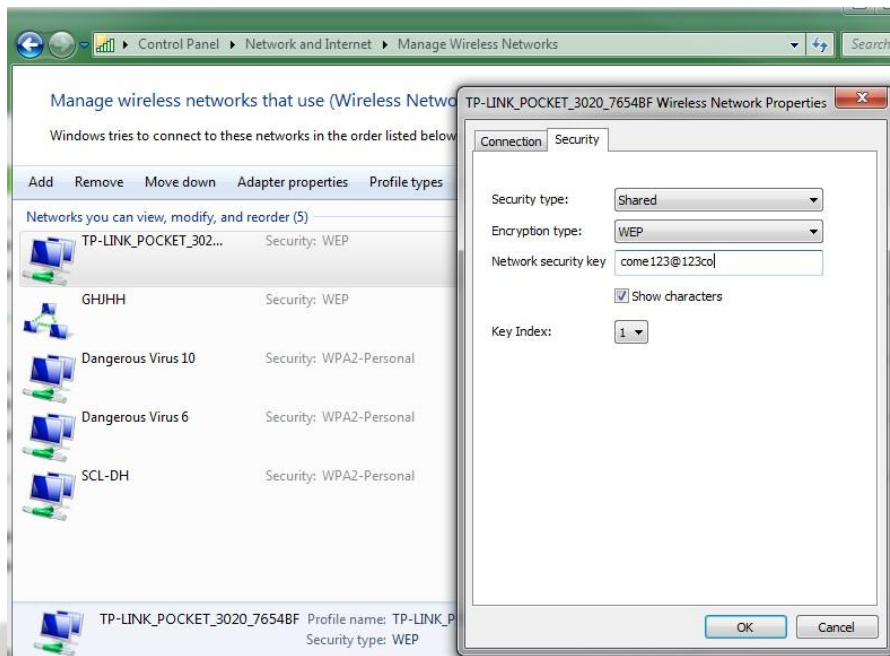 Control Panel ▸ Network and Internet ▸ Manage Wireless Networks
Search
Manage wireless networks that use (Wireless Netwo
Windows tries to connect to these networks in the order listed below
Add Remove Move down Adapter properties Profile types
Networks you can view, modify, and reorder (5)
TP-LINK_POCKET_302... Security: WEP
GHJHH Security: WEP
Dangerous Virus 10 Security: WPA2-Personal
Dangerous Virus 6 Security: WPA2-Personal
SCL-DH Security: WPA2-Personal
TP-LINK_POCKET_3020_7654BF Profile name: TP-LINK_P
Security type: WEP
TP-LINK_POCKET_3020_7654BF Wireless Network Properties
Connection Security
Security type: Shared
Encryption type: WEP
Network security key come123@123co
Show characters
Key Index: 1
OK Cancel